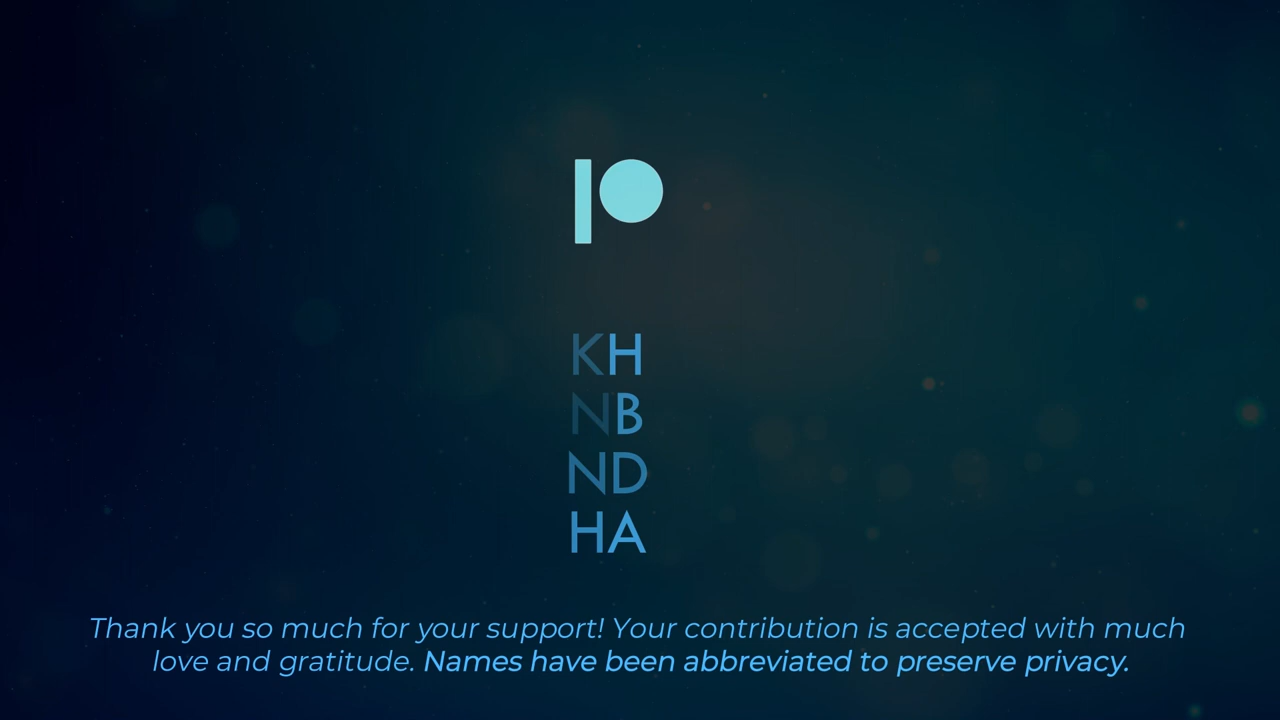 KH
NB
ND
HA
Thank you so much for your support! Your contribution is accepted with much
love and gratitude. Names have been abbreviated to preserve privacy.